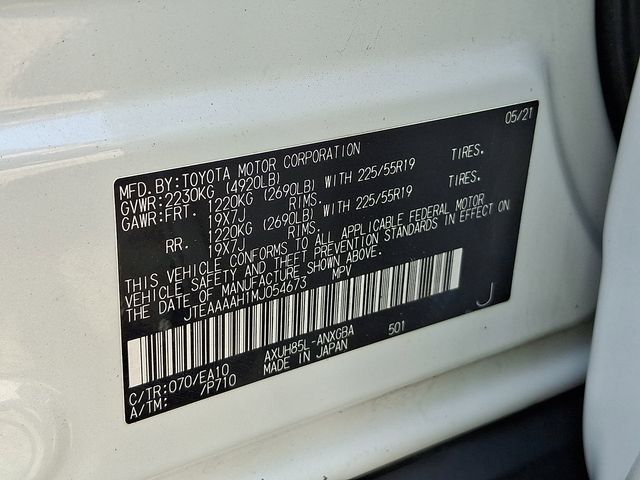 05/21
MFD.BY:TOYOTA MOTOR CORPORATION
GVWR:2230KG (4920LB)
GAWR:FRT. 1220KG (2690LB) WITH 225/55R19 TIRES.
19X7J RIMS.
RR. 1220KG (2690LB) WITH 225/55R19 TIRES.
19X7J RIMS.
THIS VEHICLE CONFORMS TO ALL APPLICABLE FEDERAL MOTOR
VEHICLE SAFETY AND THEFT PREVENTION STANDARDS IN EFFECT ON
THE DATE OF MANUFACTURE SHOWN ABOVE.
JTEAAAAH1MJ054673 MPV
J
AXUH85L-ANXGBA 501
C/TR:070/EA10 MADE IN JAPAN
A/TM: /P710